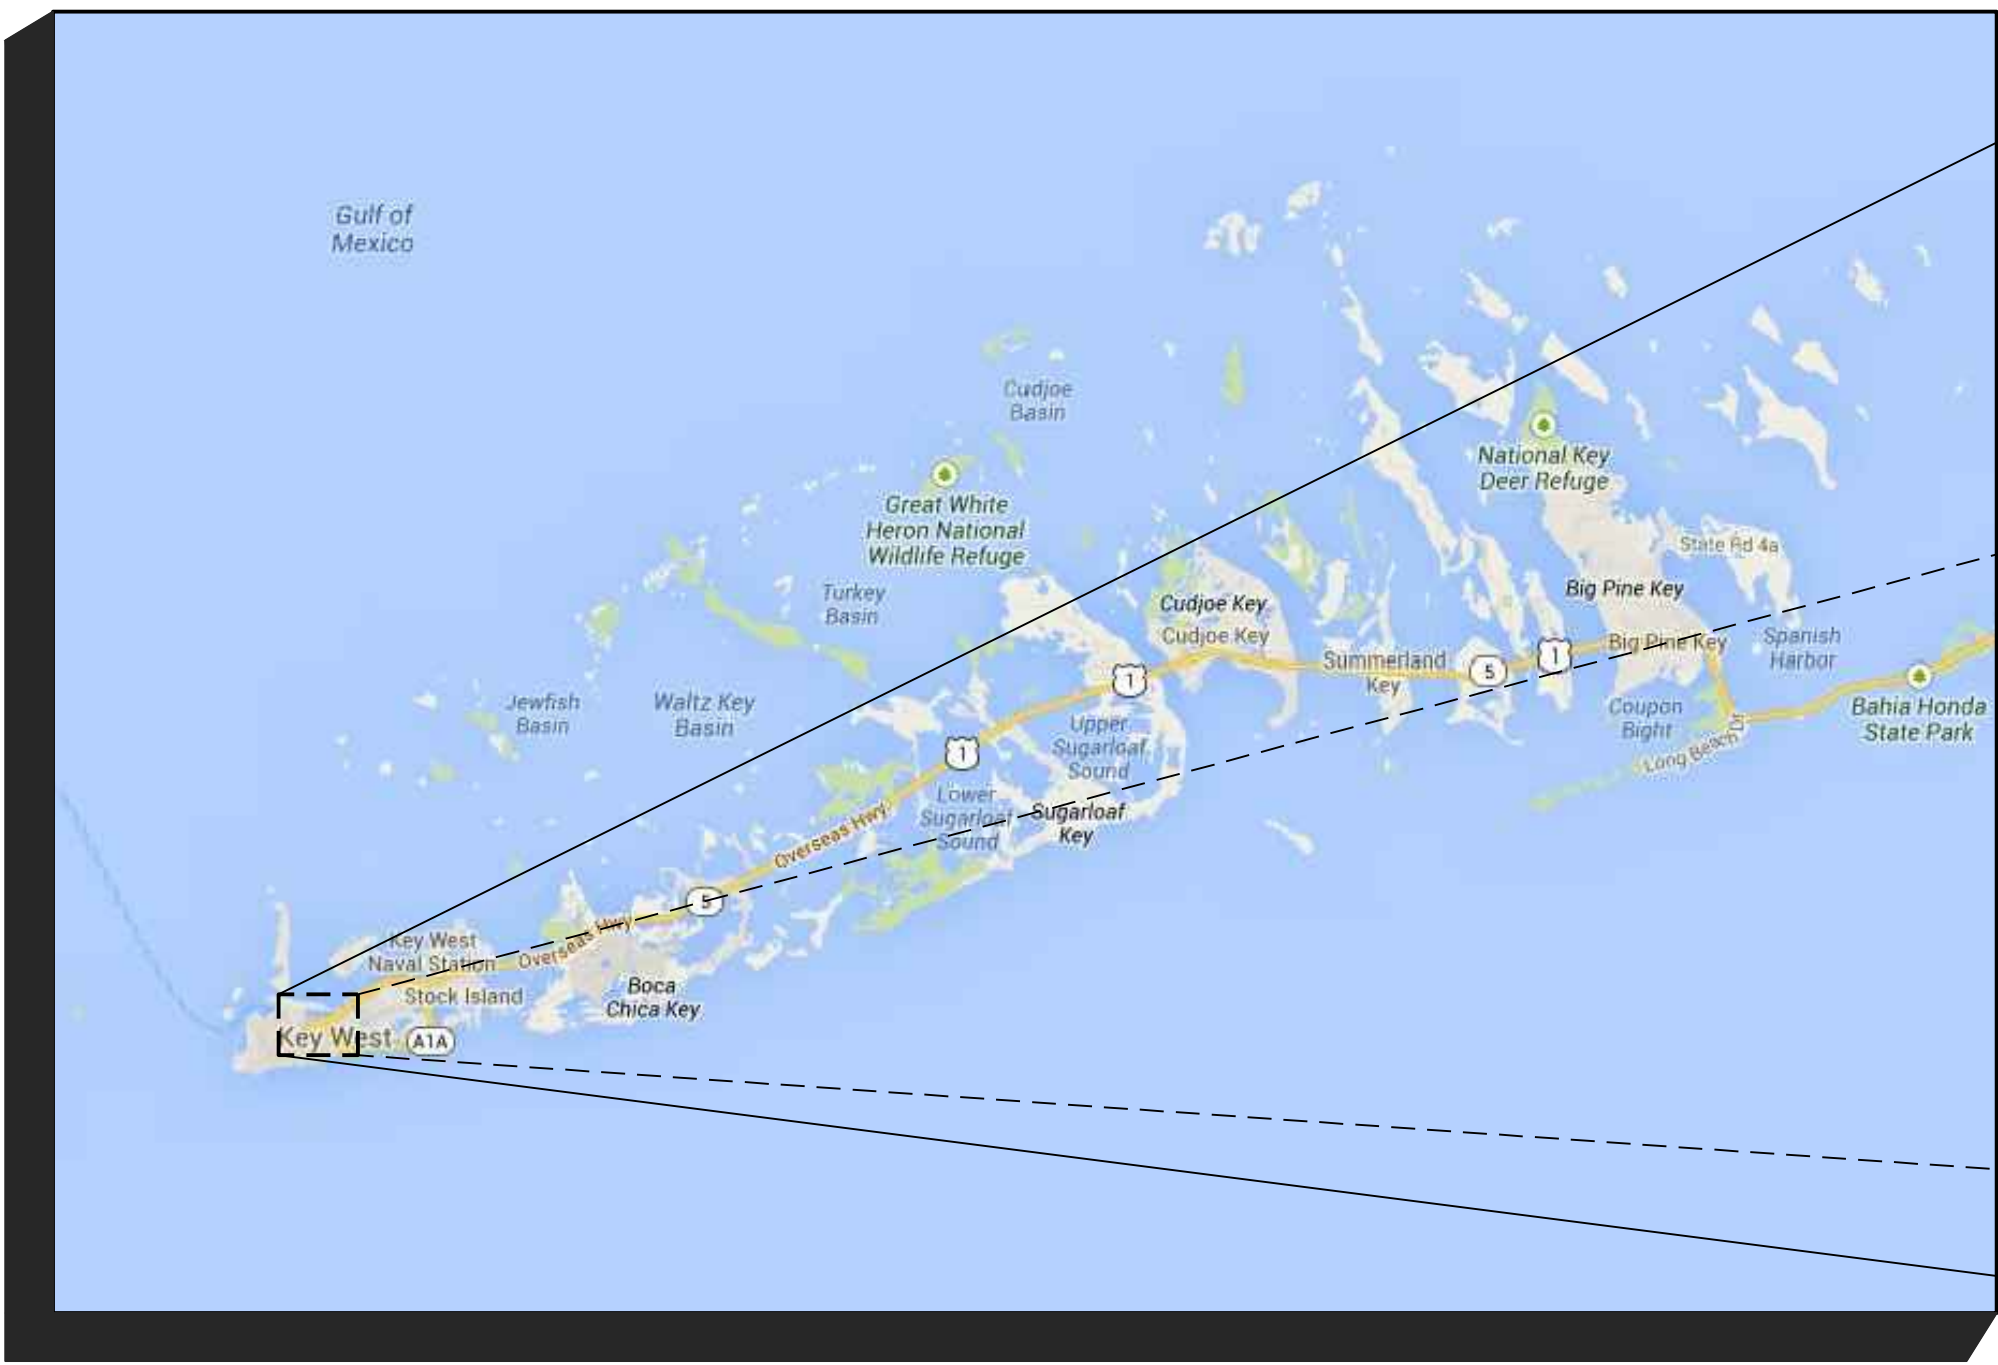 Gulf of
Mexico
Cudjoe
Basin
National Key
Deer Refuge
Great White
Heron National
Wildlife Refuge
State Rd 4a
Turkey
Basin
Big Pine Key
Cudjoe Key
Cudjoe Key
Big Pine Key
Spanish
Harbor
Summerland
Key
5
1
1
Jewfish
Basin
Waltz Key
Basin
Upper
Sugarloaf
Sound
Coupon
Bight
Bahia Honda
State Park
Long Beach Dr
1
Lower
Sugarloaf
Sound
Sugarloaf
Key
Overseas Hwy
5
Overseas Hwy
Key West
Naval Station
Stock Island
Boca
Chica Key
Key West
A1A